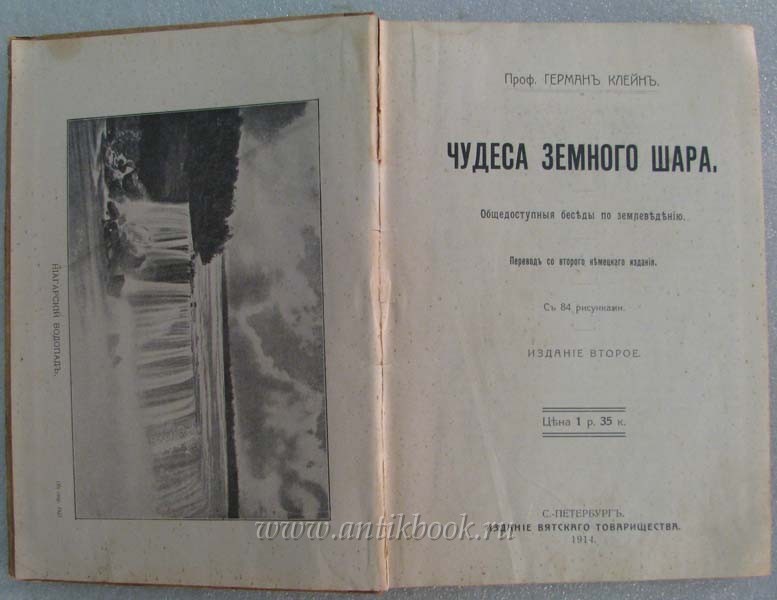 НІАГАРСКІЙ ВОДОПАДЪ.
Проф. ГЕРМАНЪ КЛЕЙНЪ.
ЧУДЕСА ЗЕМНОГО ШАРА.
Общедоступныя бесѣды по землевѣдѣнію.
Переводъ со второго нѣмецкаго изданія.
Съ 84 рисунками.
ИЗДАНІЕ ВТОРОЕ.
Цѣна 1 р. 35 к.
С.-ПЕТЕРБУРГЪ.
ИЗДАНІЕ ВЯТСКАГО ТОВАРИЩЕСТВА.
1914.
www.antikbook.ru